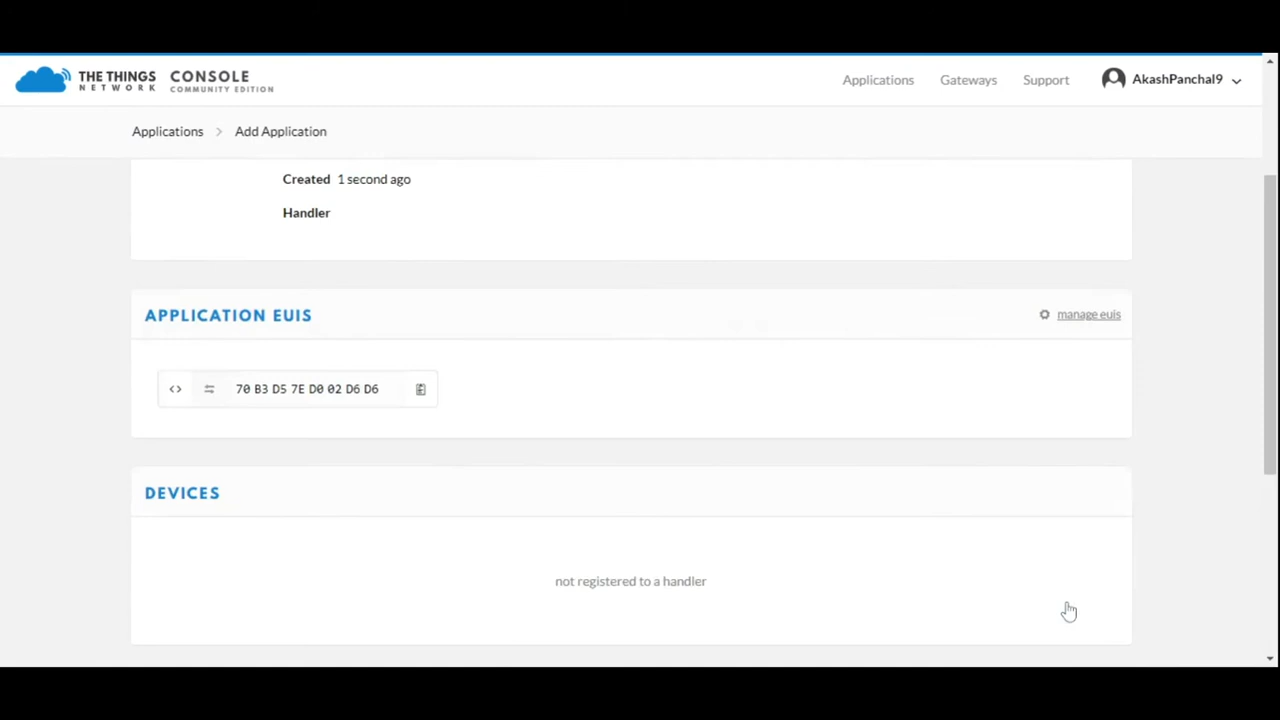 THE THINGS
NETWORK
CONSOLE
COMMUNITY EDITION
Applications
Gateways
Support
AkashPanchal9
Applications > Add Application
Created 1 second ago
Handler
APPLICATION EUIS
manage euis
<> 70 B3 D5 7E D0 02 D6 D6
DEVICES
not registered to a handler